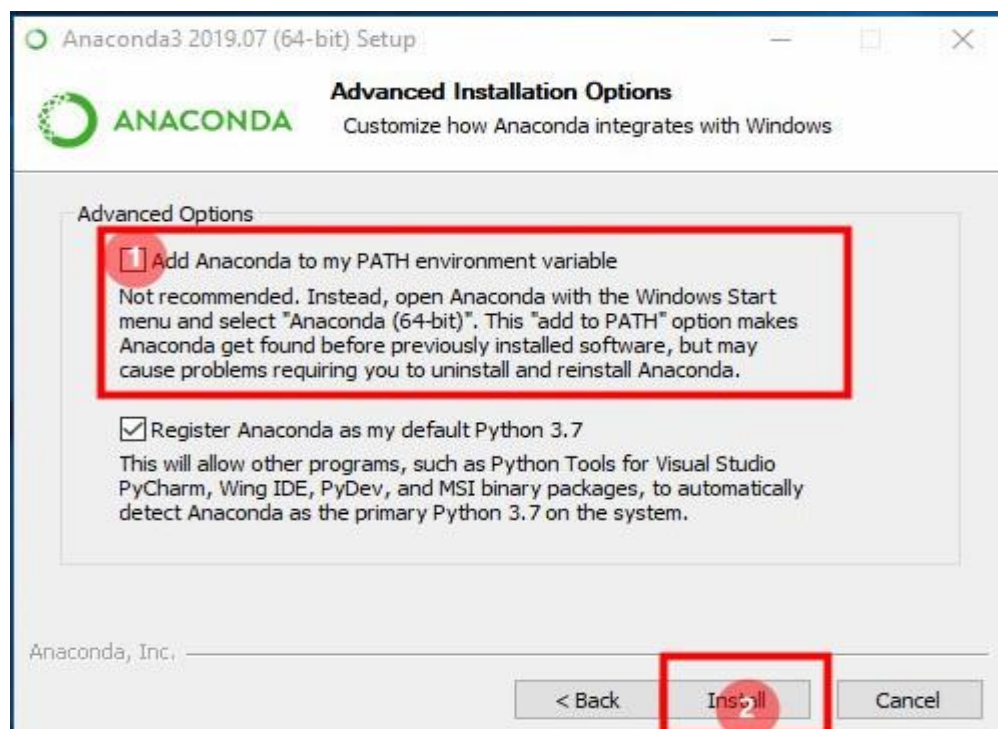 Anaconda3 2019.07 (64-bit) Setup
ANACONDA
Advanced Installation Options
Customize how Anaconda integrates with Windows
Advanced Options
1
Add Anaconda to my PATH environment variable
Not recommended. Instead, open Anaconda with the Windows Start
menu and select "Anaconda (64-bit)". This "add to PATH" option makes
Anaconda get found before previously installed software, but may
cause problems requiring you to uninstall and reinstall Anaconda.
Register Anaconda as my default Python 3.7
This will allow other programs, such as Python Tools for Visual Studio
PyCharm, Wing IDE, PyDev, and MSI binary packages, to automatically
detect Anaconda as the primary Python 3.7 on the system.
Anaconda, Inc.
< Back Install Cancel
2